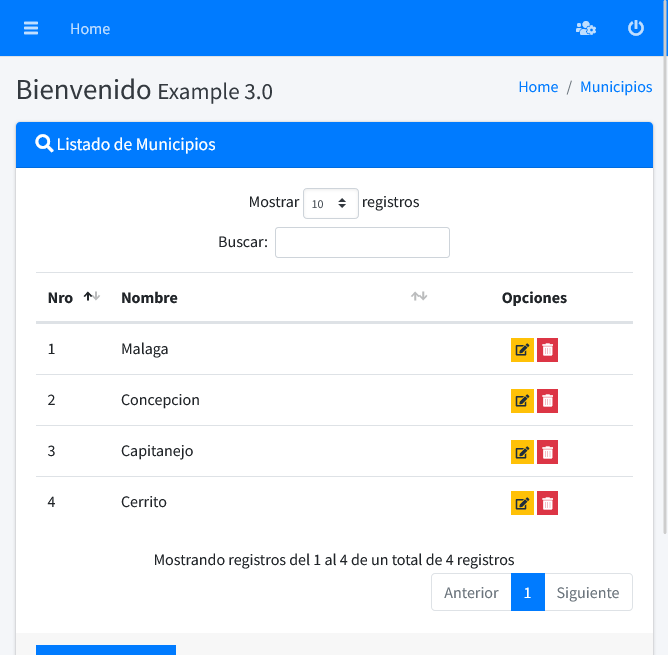 Home
Bienvenido Example 3.0
Home / Municipios
Listado de Municipios
Mostrar 10 registros
Buscar:
Nro Nombre Opciones
1 Malaga
2 Concepcion
3 Capitanejo
4 Cerrito
Mostrando registros del 1 al 4 de un total de 4 registros
Anterior 1 Siguiente